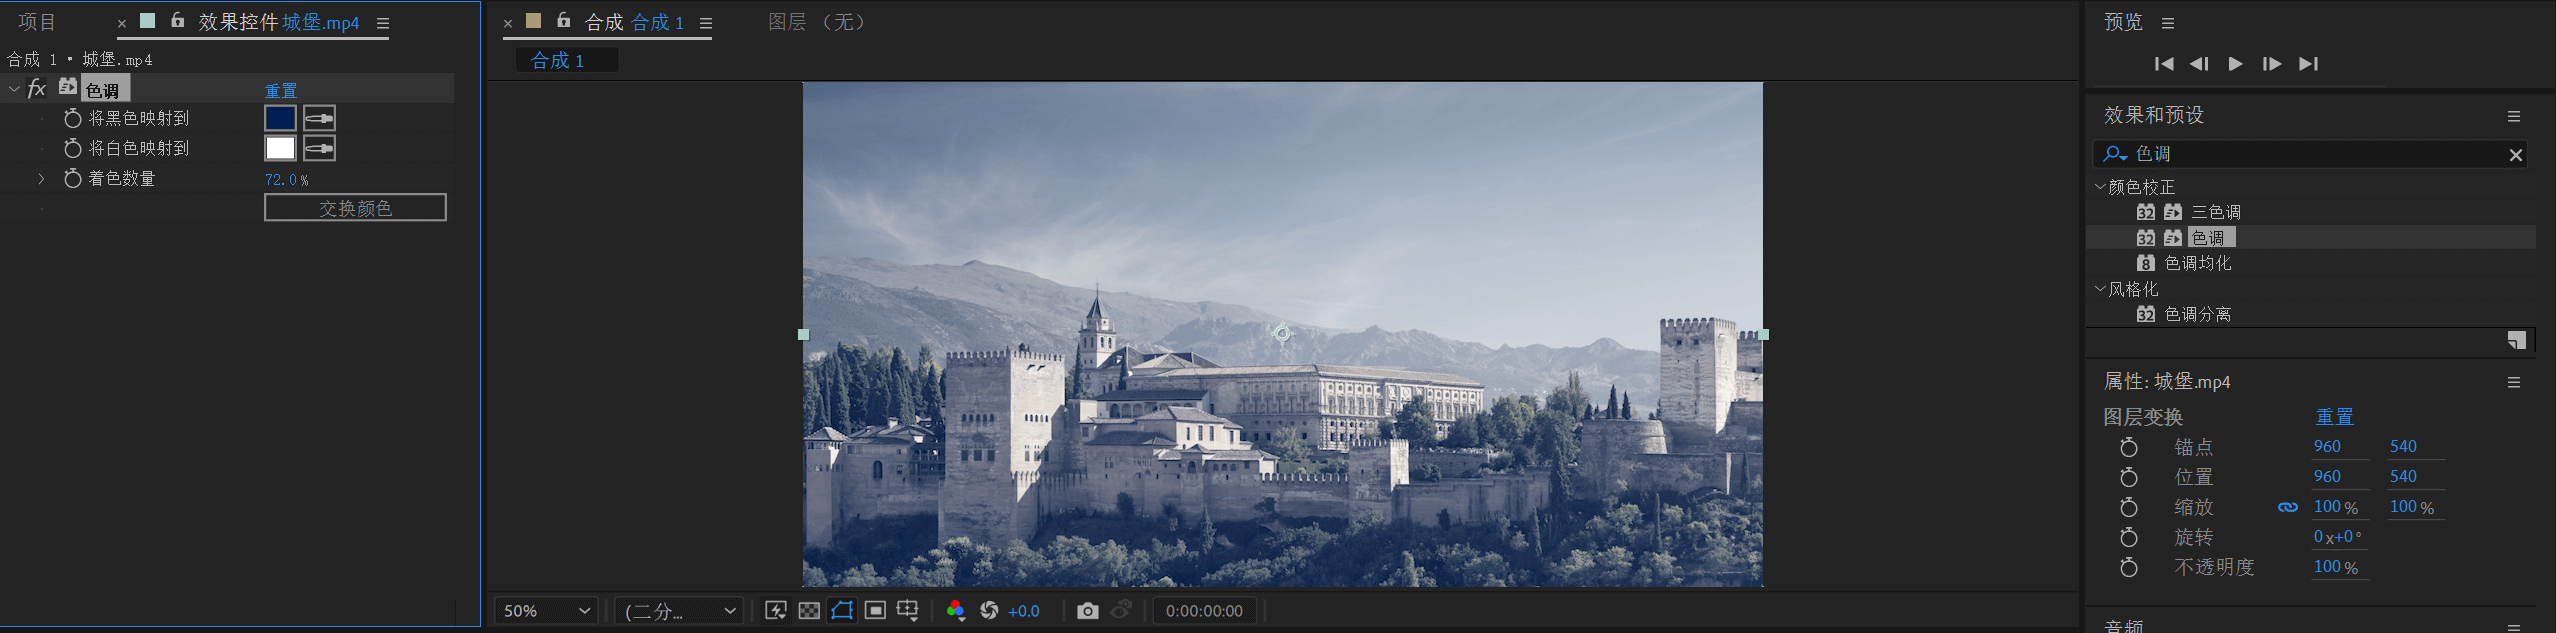 项目
效果控件 城堡.mp4
合成 1 • 城堡.mp4
fx 色调 重置
将黑色映射到
将白色映射到
着色数量 72.0%
交换颜色
合成 合成 1
图层 （无）
合成 1
50%
(二分...
+0.0
0:00:00:00
预览
效果和预设
色调
颜色校正
32 三色调
32 色调
8 色调均化
风格化
32 色调分离
属性: 城堡.mp4
图层变换 重置
锚点 960 540
位置 960 540
缩放 100 % 100 %
旋转 0 x+0 °
不透明度 100 %
音频